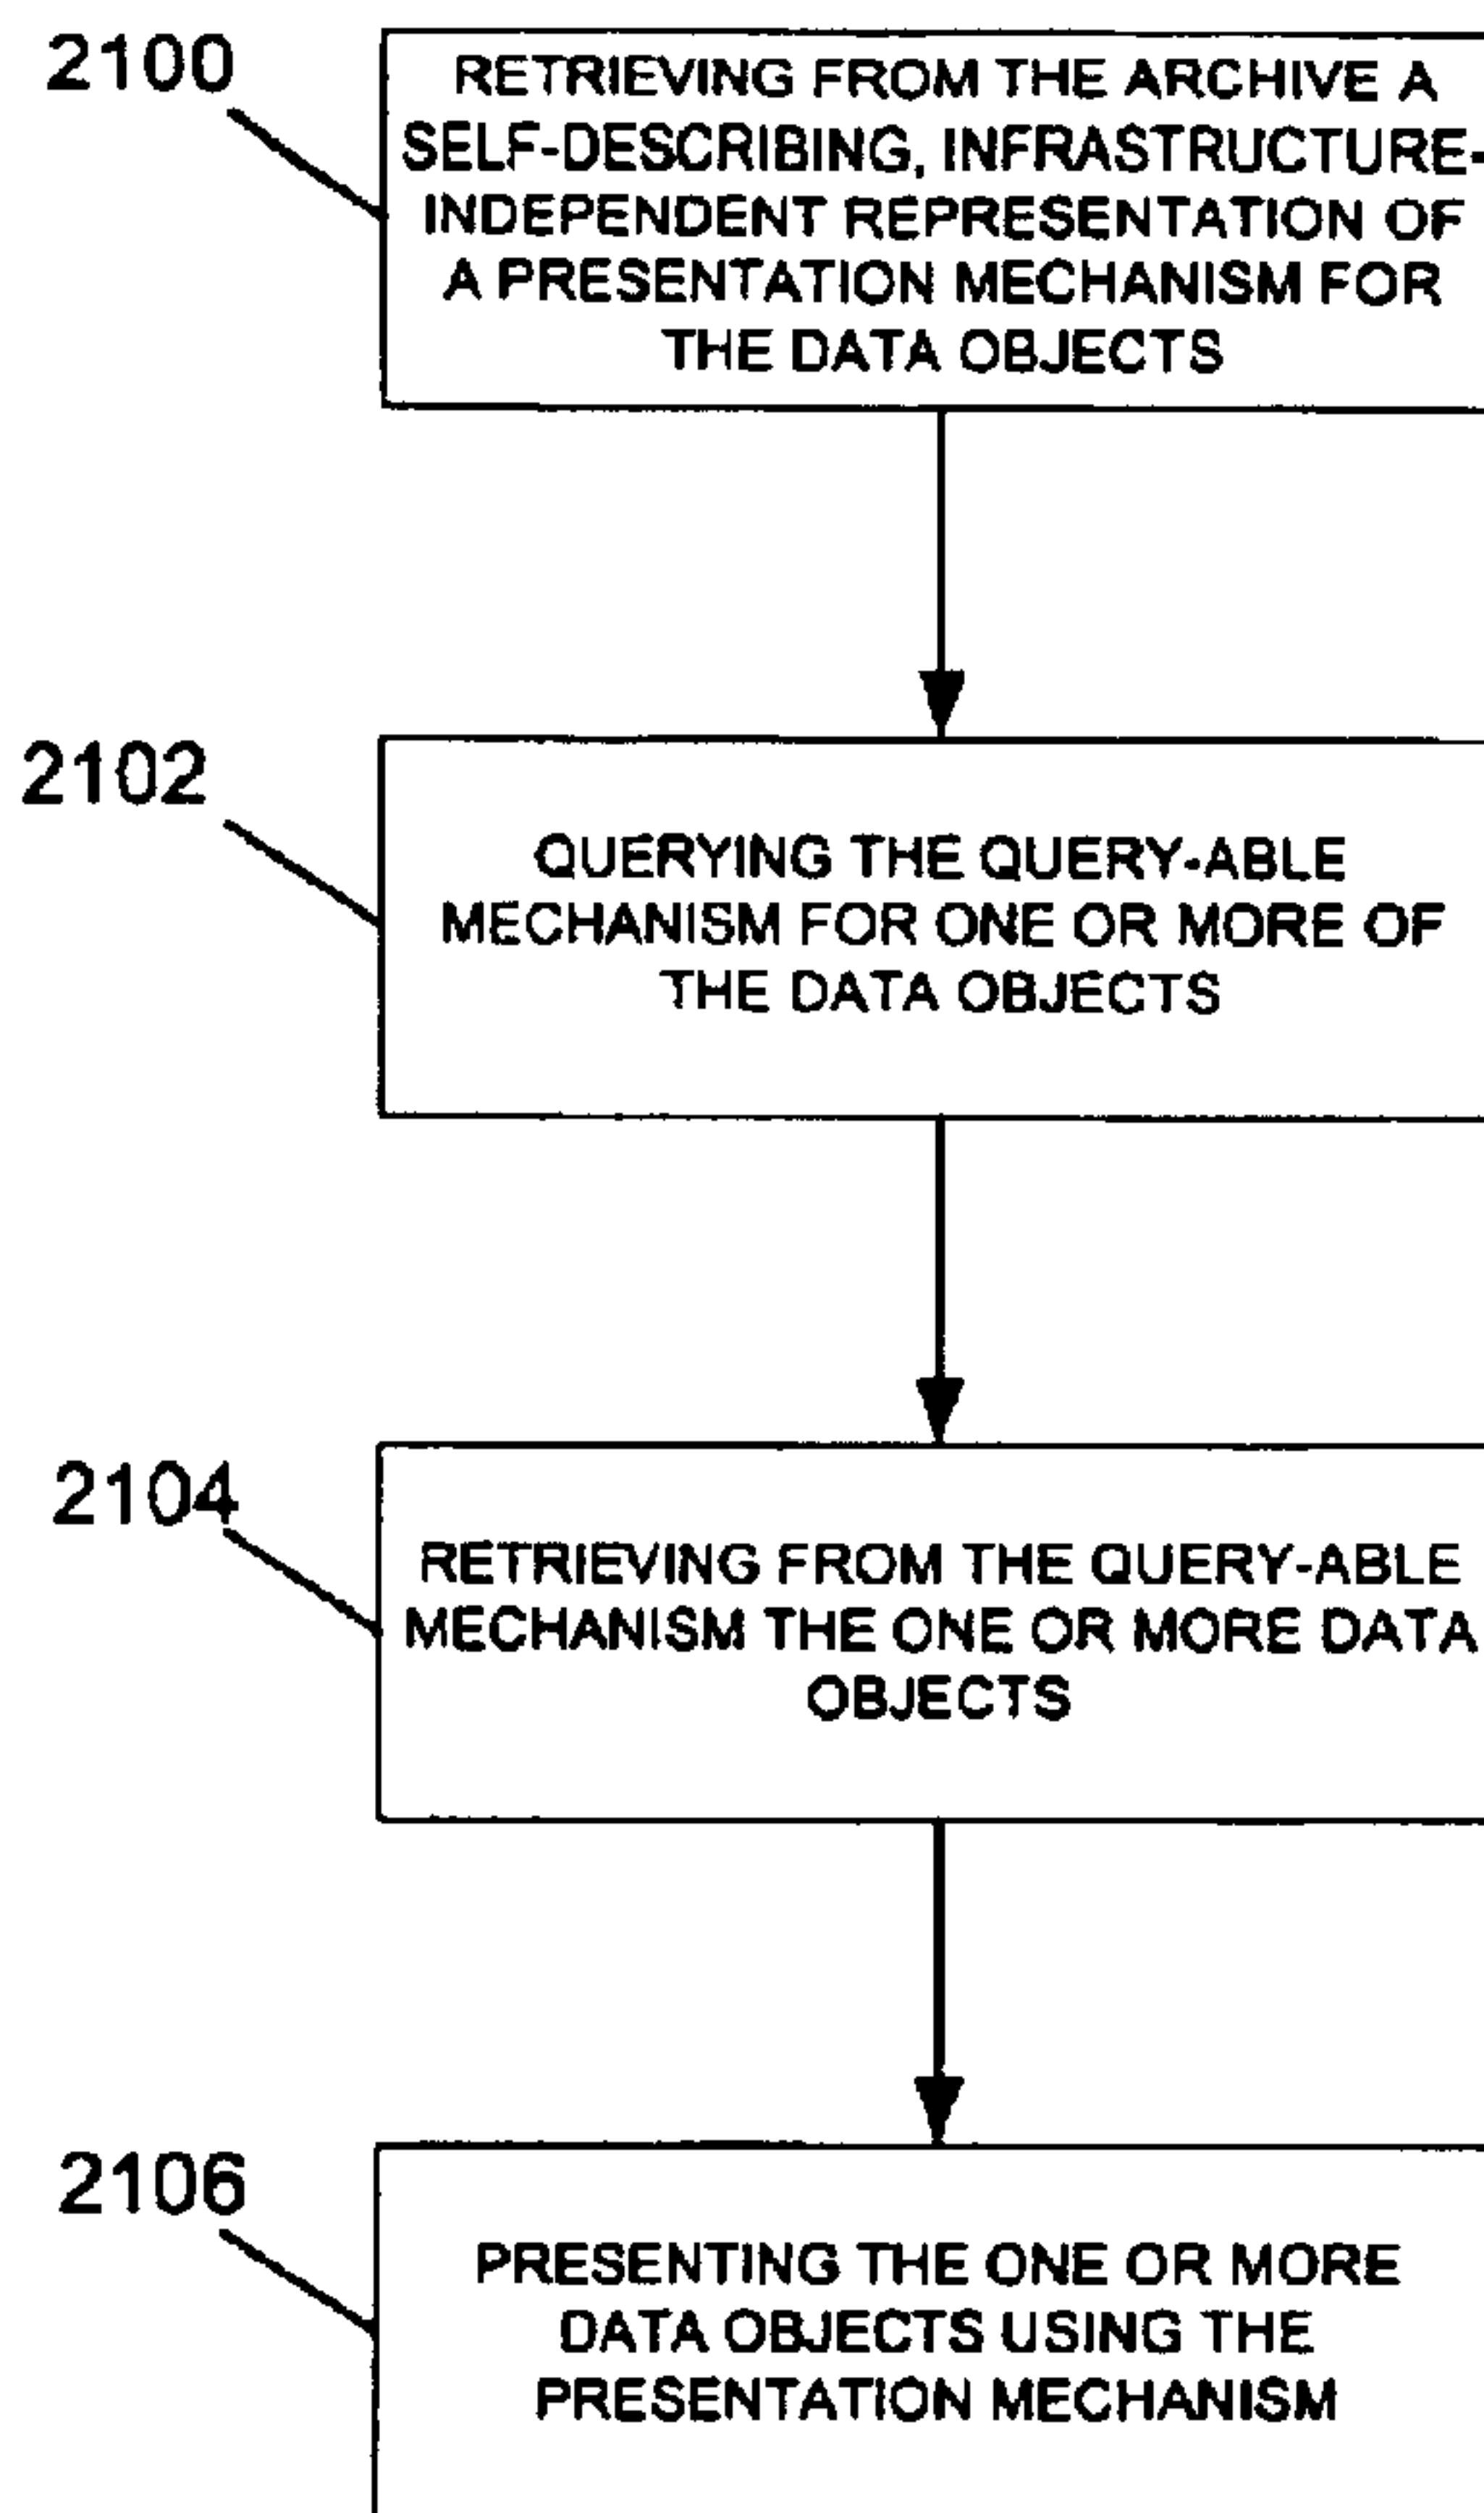 2100
RETRIEVING FROM THE ARCHIVE A
SELF-DESCRIBING, INFRASTRUCTURE-
INDEPENDENT REPRESENTATION OF
A PRESENTATION MECHANISM FOR
THE DATA OBJECTS
2102
QUERYING THE QUERY-ABLE
MECHANISM FOR ONE OR MORE OF
THE DATA OBJECTS
2104
RETRIEVING FROM THE QUERY-ABLE
MECHANISM THE ONE OR MORE DATA
OBJECTS
2106
PRESENTING THE ONE OR MORE
DATA OBJECTS USING THE
PRESENTATION MECHANISM